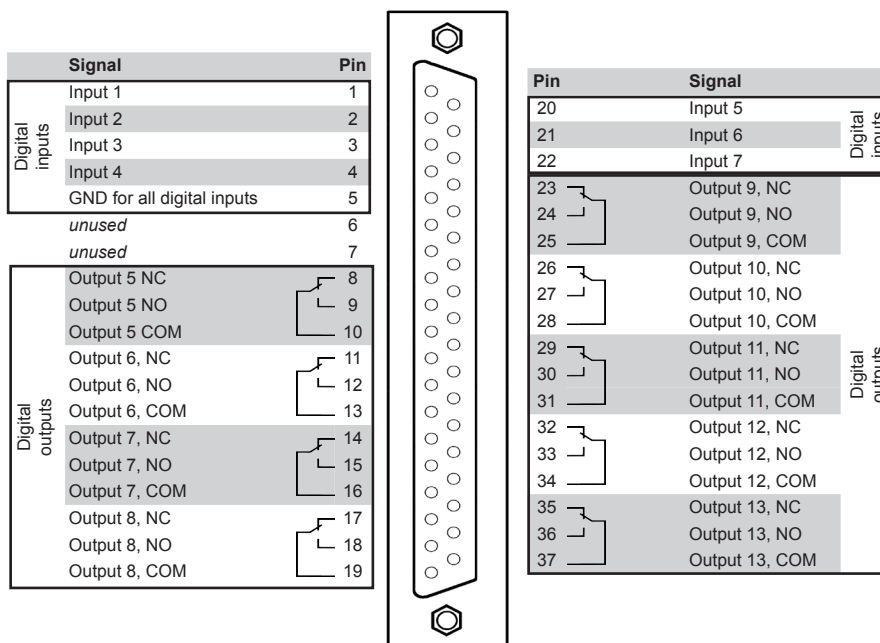 Signal Pin
Digital inputs
Input 1 1
Input 2 2
Input 3 3
Input 4 4
GND for all digital inputs 5
unused 6
unused 7
Digital outputs
Output 5 NC 8
Output 5 NO 9
Output 5 COM 10
Output 6, NC 11
Output 6, NO 12
Output 6, COM 13
Output 7, NC 14
Output 7, NO 15
Output 7, COM 16
Output 8, NC 17
Output 8, NO 18
Output 8, COM 19
Pin Signal
20 Input 5
21 Input 6
22 Input 7
Digital inputs
23 Output 9, NC
24 Output 9, NO
25 Output 9, COM
26 Output 10, NC
27 Output 10, NO
28 Output 10, COM
29 Output 11, NC
30 Output 11, NO
31 Output 11, COM
32 Output 12, NC
33 Output 12, NO
34 Output 12, COM
35 Output 13, NC
36 Output 13, NO
37 Output 13, COM
Digital outputs